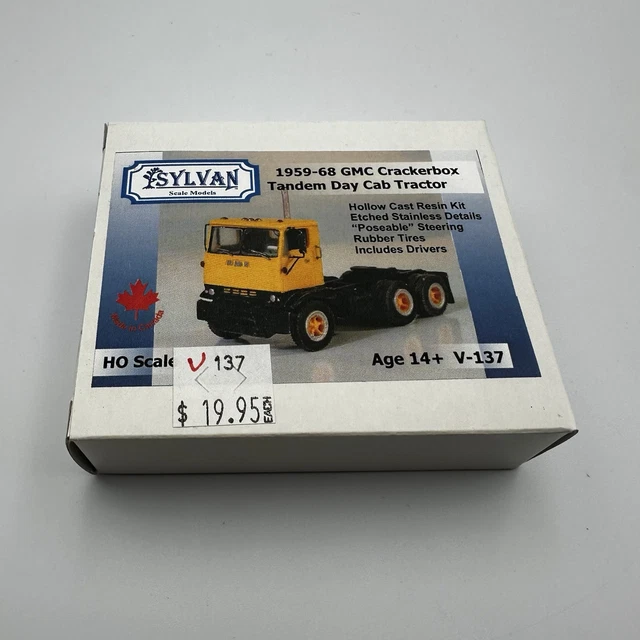 SYLVAN
Scale Models
1959-68 GMC Crackerbox
Tandem Day Cab Tractor
Hollow Cast Resin Kit
Etched Stainless Details
"Poseable" Steering
Rubber Tires
Includes Drivers
HO Scale
Age 14+ V-137
V 137
$ 19.95 EACH